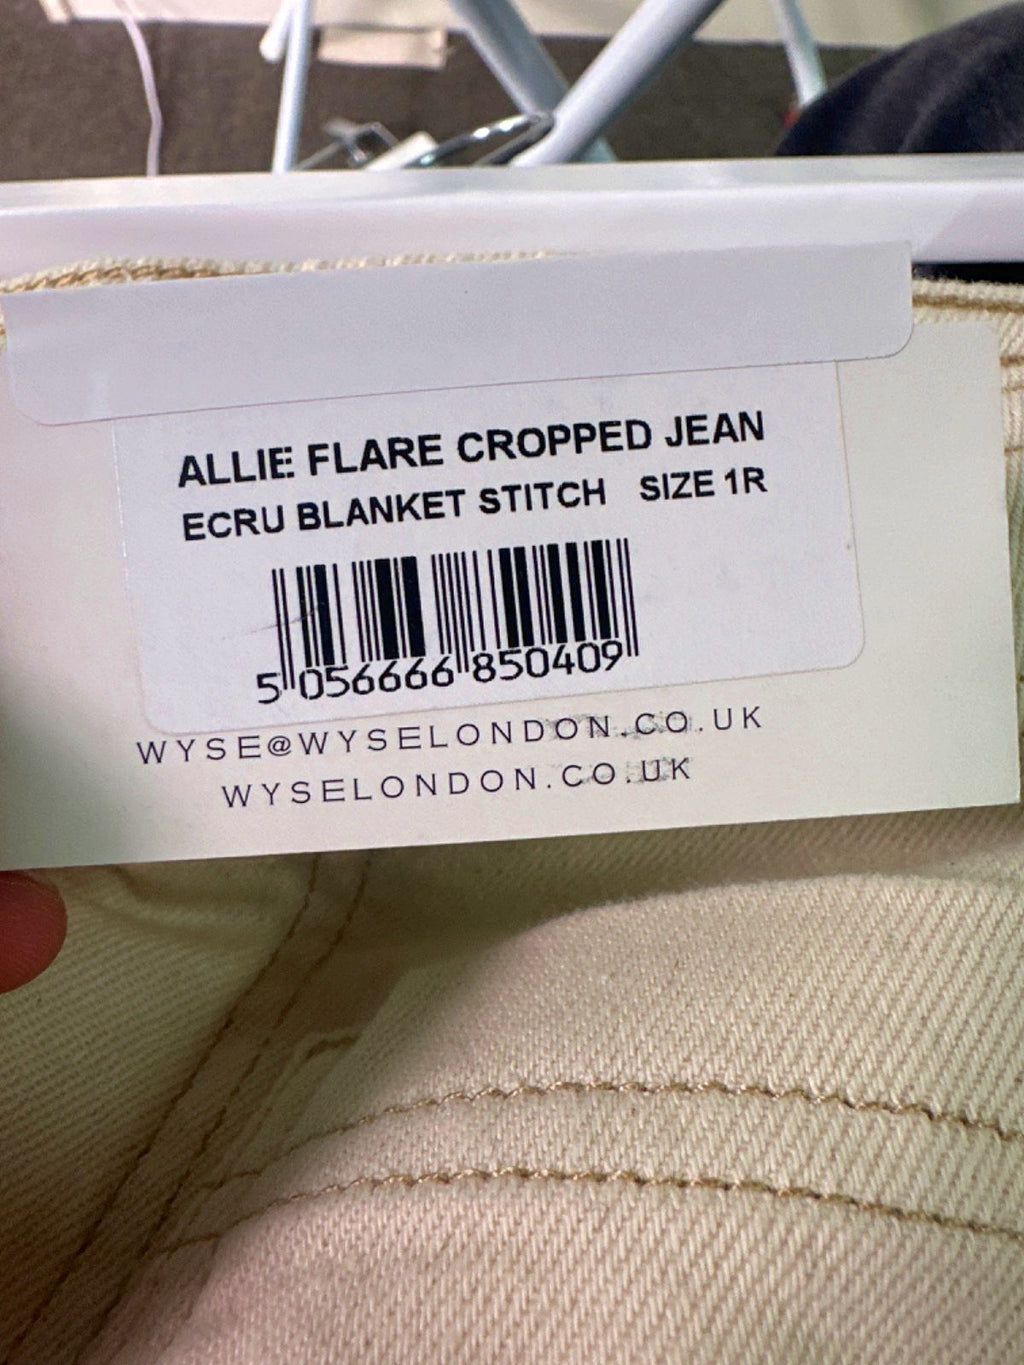 ALLIE FLARE CROPPED JEAN
ECRU BLANKET STITCH SIZE 1R
5 056666 850409
WYSE@WYSELONDON.CO.UK
WYSELONDON.CO.UK